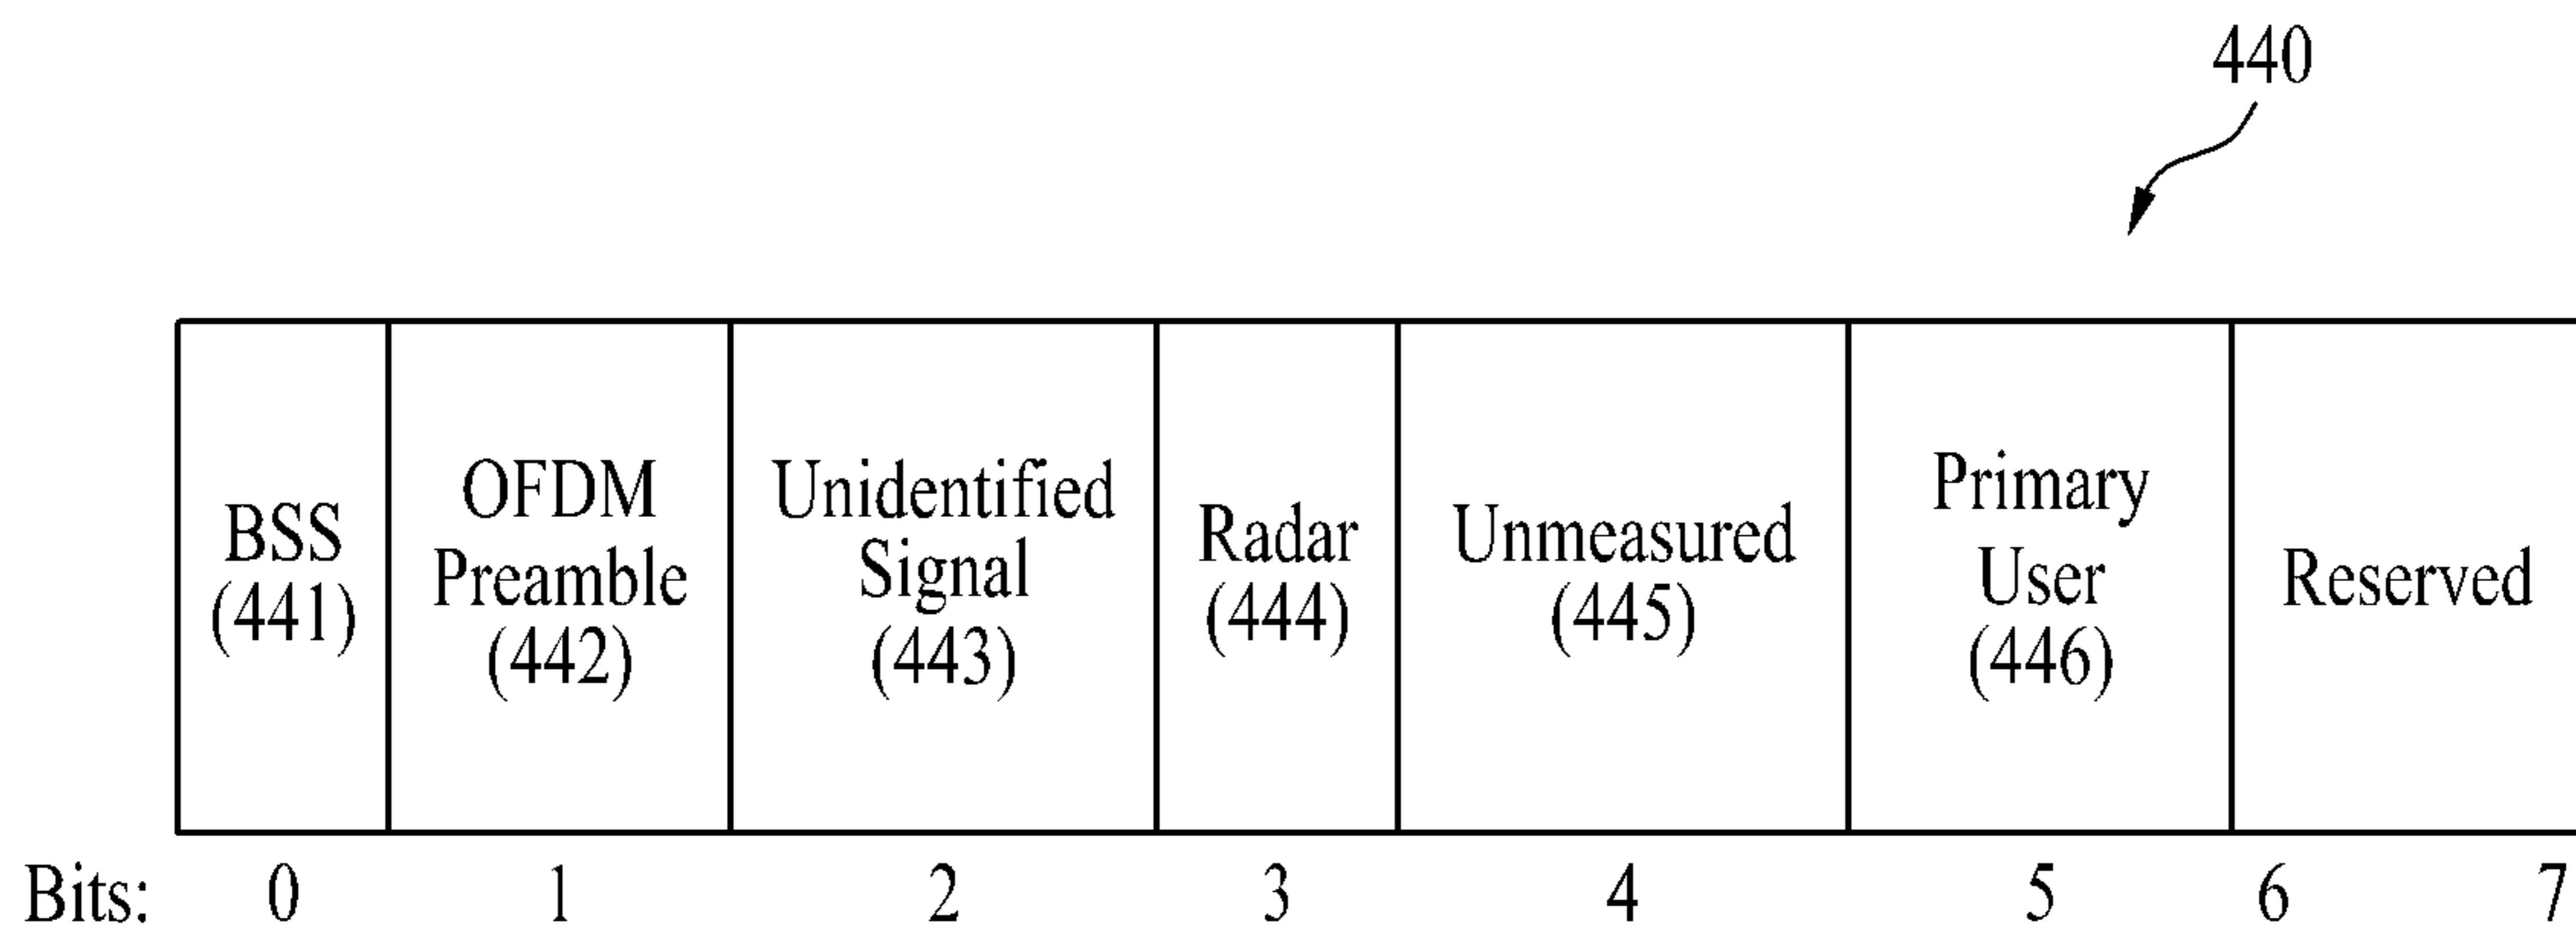 440
BSS
(441)
OFDM
Preamble
(442)
Unidentified
Signal
(443)
Radar
(444)
Unmeasured
(445)
Primary
User
(446)
Reserved
Bits: 0 1 2 3 4 5 6 7